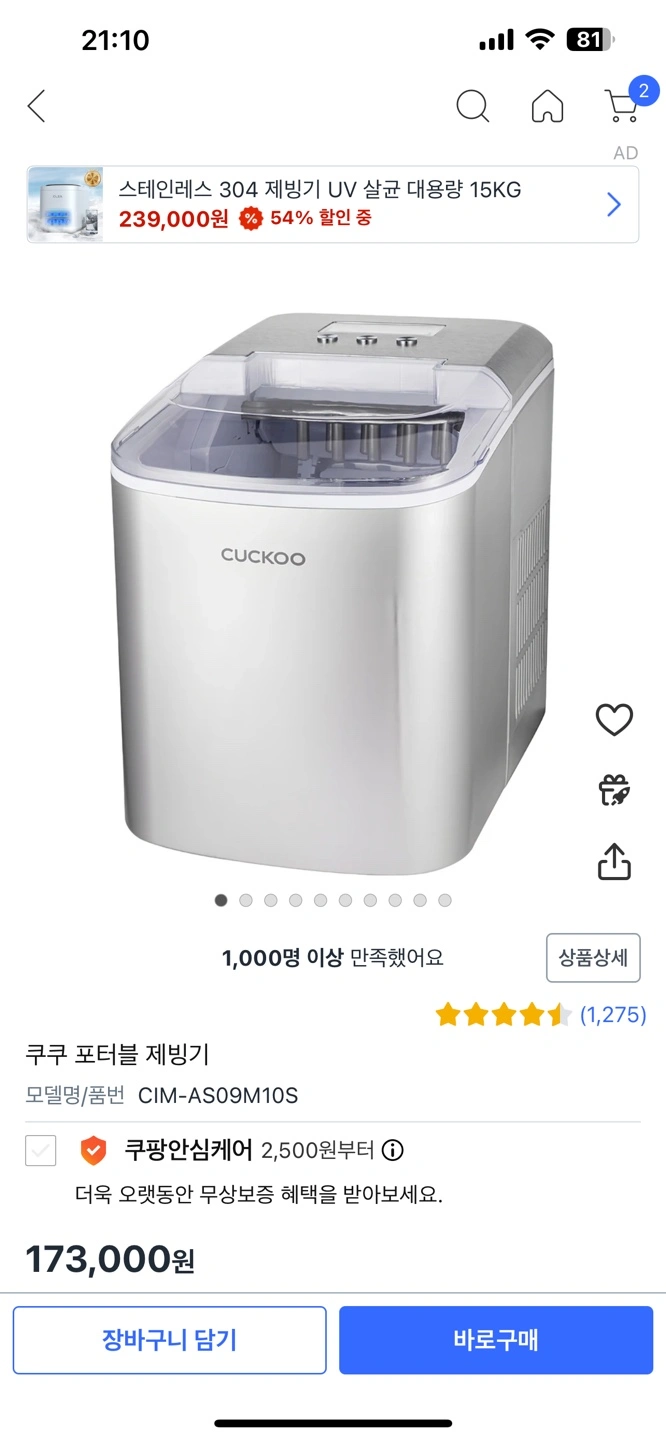 21:10
81
2
AD
스테인레스 304 제빙기 UV 살균 대용량 15KG
239,000원 % 54% 할인 중
CUCKOO
1,000명 이상 만족했어요
상품상세
(1,275)
쿠쿠 포터블 제빙기
모델명/품번 CIM-AS09M10S
쿠팡안심케어 2,500원부터
더욱 오랫동안 무상보증 혜택을 받아보세요.
173,000원
장바구니 담기
바로구매